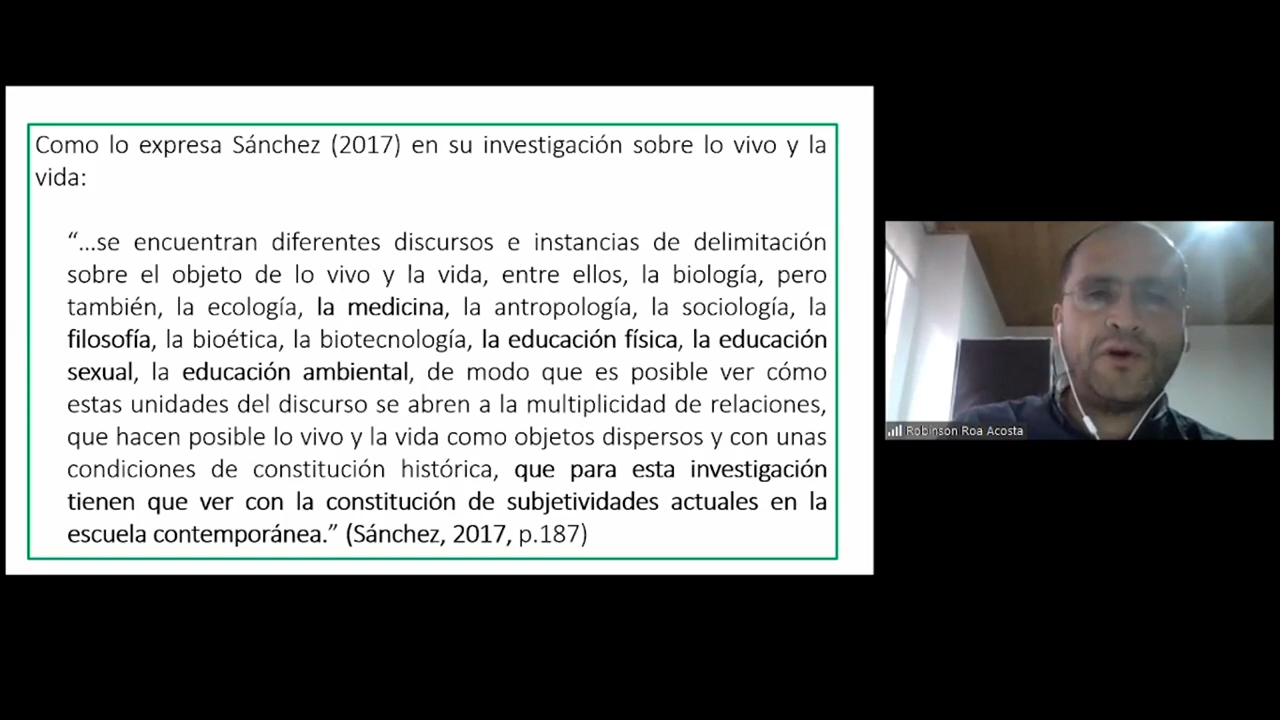 Como lo expresa Sánchez (2017) en su investigación sobre lo vivo y la
vida:
“…se encuentran diferentes discursos e instancias de delimitación
sobre el objeto de lo vivo y la vida, entre ellos, la biología, pero
también, la ecología, la medicina, la antropología, la sociología, la
filosofía, la bioética, la biotecnología, la educación física, la educación
sexual, la educación ambiental, de modo que es posible ver cómo
estas unidades del discurso se abren a la multiplicidad de relaciones,
que hacen posible lo vivo y la vida como objetos dispersos y con unas
condiciones de constitución histórica, que para esta investigación
tienen que ver con la constitución de subjetividades actuales en la
escuela contemporánea.” (Sánchez, 2017, p.187)
Robinson Roa Acosta